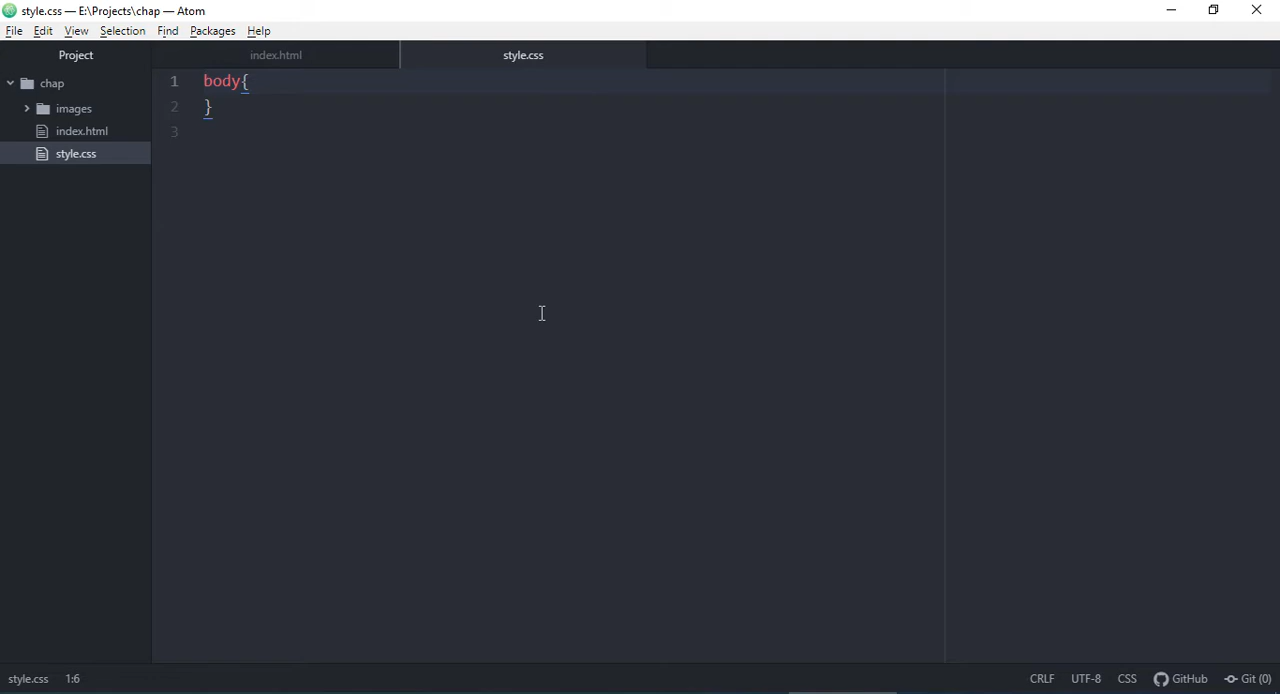 style.css — E:\Projects\chap — Atom
File Edit View Selection Find Packages Help
Project
index.html
style.css
chap
images
index.html
style.css
1 body{
2 }
3
style.css 1:6
CRLF UTF-8 CSS GitHub Git (0)